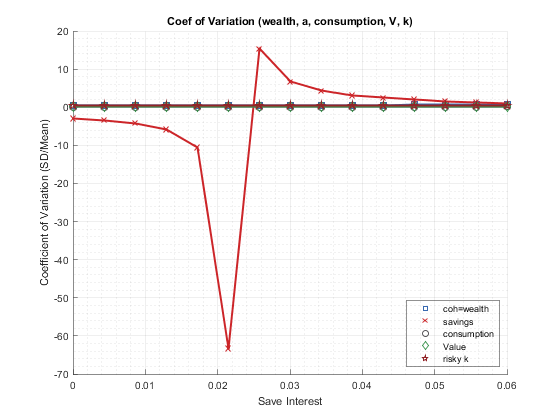 Coef of Variation (wealth, a, consumption, V, k)
20
10
0
-10
-20
-30
-40
-50
-60
-70
Coefficient of Variation (SD/Mean)
0
0.01
0.02
0.03
0.04
0.05
0.06
Save Interest
coh=wealth
savings
consumption
Value
risky k